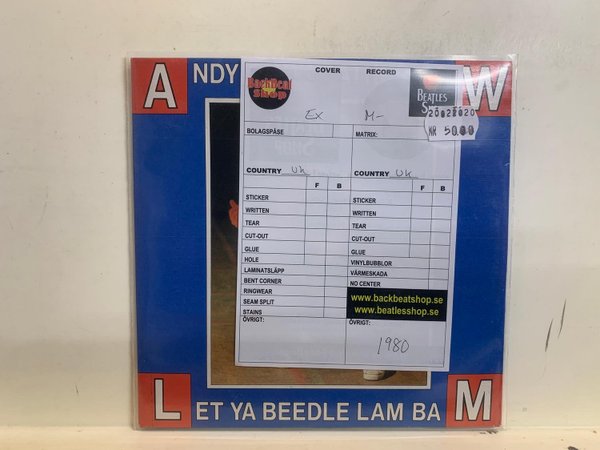 A NDY W
BackBeat
Shop
COVER RECORD
BEATLES
20020020
KR 50.00
Ex M-
BOLAGSPÅSE MATRIX:
COUNTRY UK COUNTRY UK
F B F B
STICKER STICKER
WRITTEN WRITTEN
TEAR TEAR
CUT-OUT CUT-OUT
GLUE GLUE
HOLE VINYLBUBBLOR
LAMINATSLÄPP VÄRMESKADA
BENT CORNER NO CENTER
RINGWEAR www.backbeatshop.se
SEAM SPLIT www.beatlesshop.se
STAINS
ÖVRIGT: ÖVRIGT:
1980
L ET YA BEEDLE LAM BA M